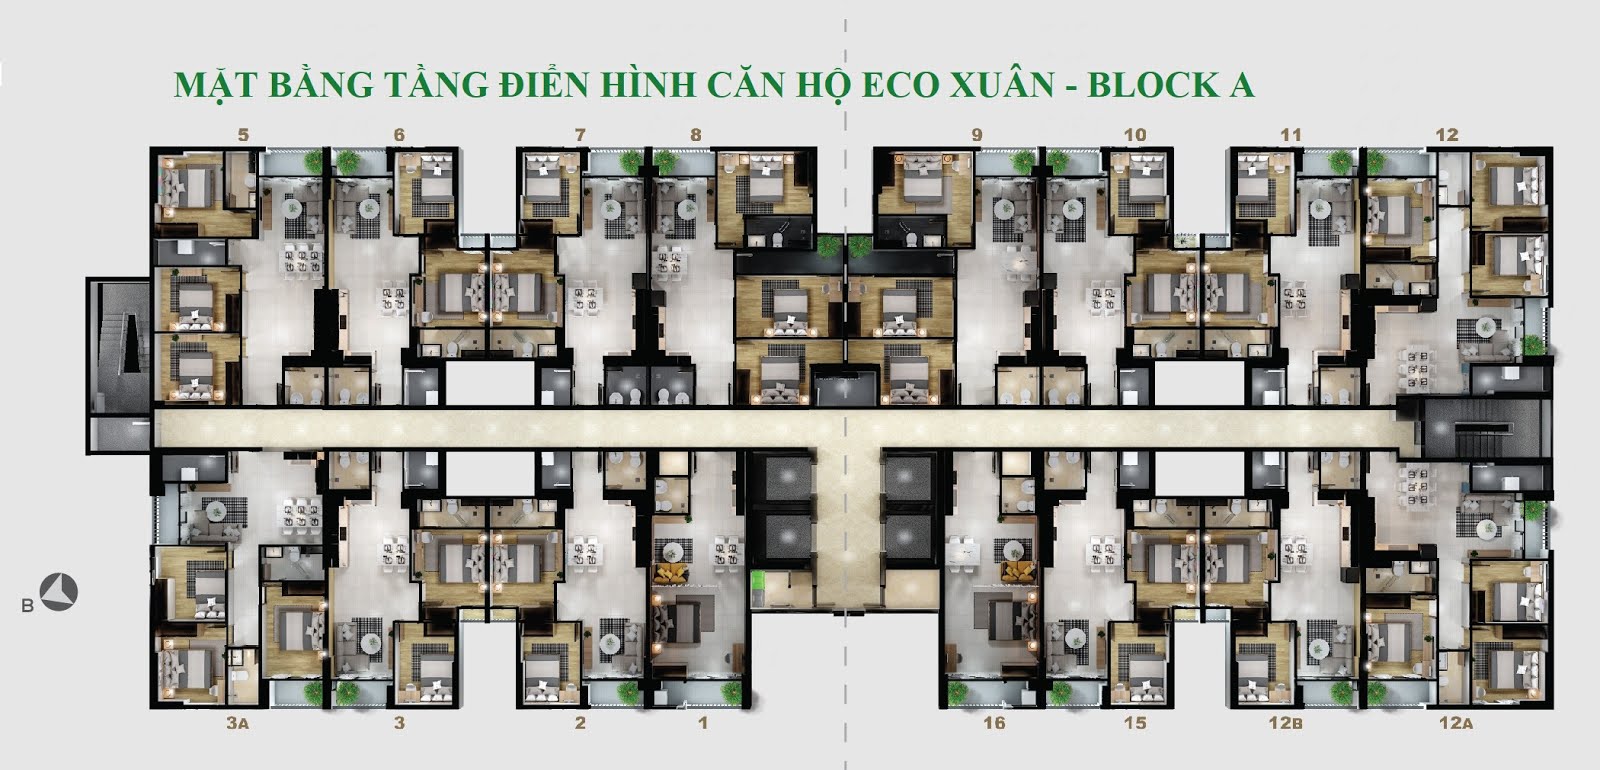 MẶT BẰNG TẦNG ĐIỂN HÌNH CĂN HỘ ECO XUÂN - BLOCK A
5 6 7 8 9 10 11 12
B
3A 3 2 1 16 15 12B 12A